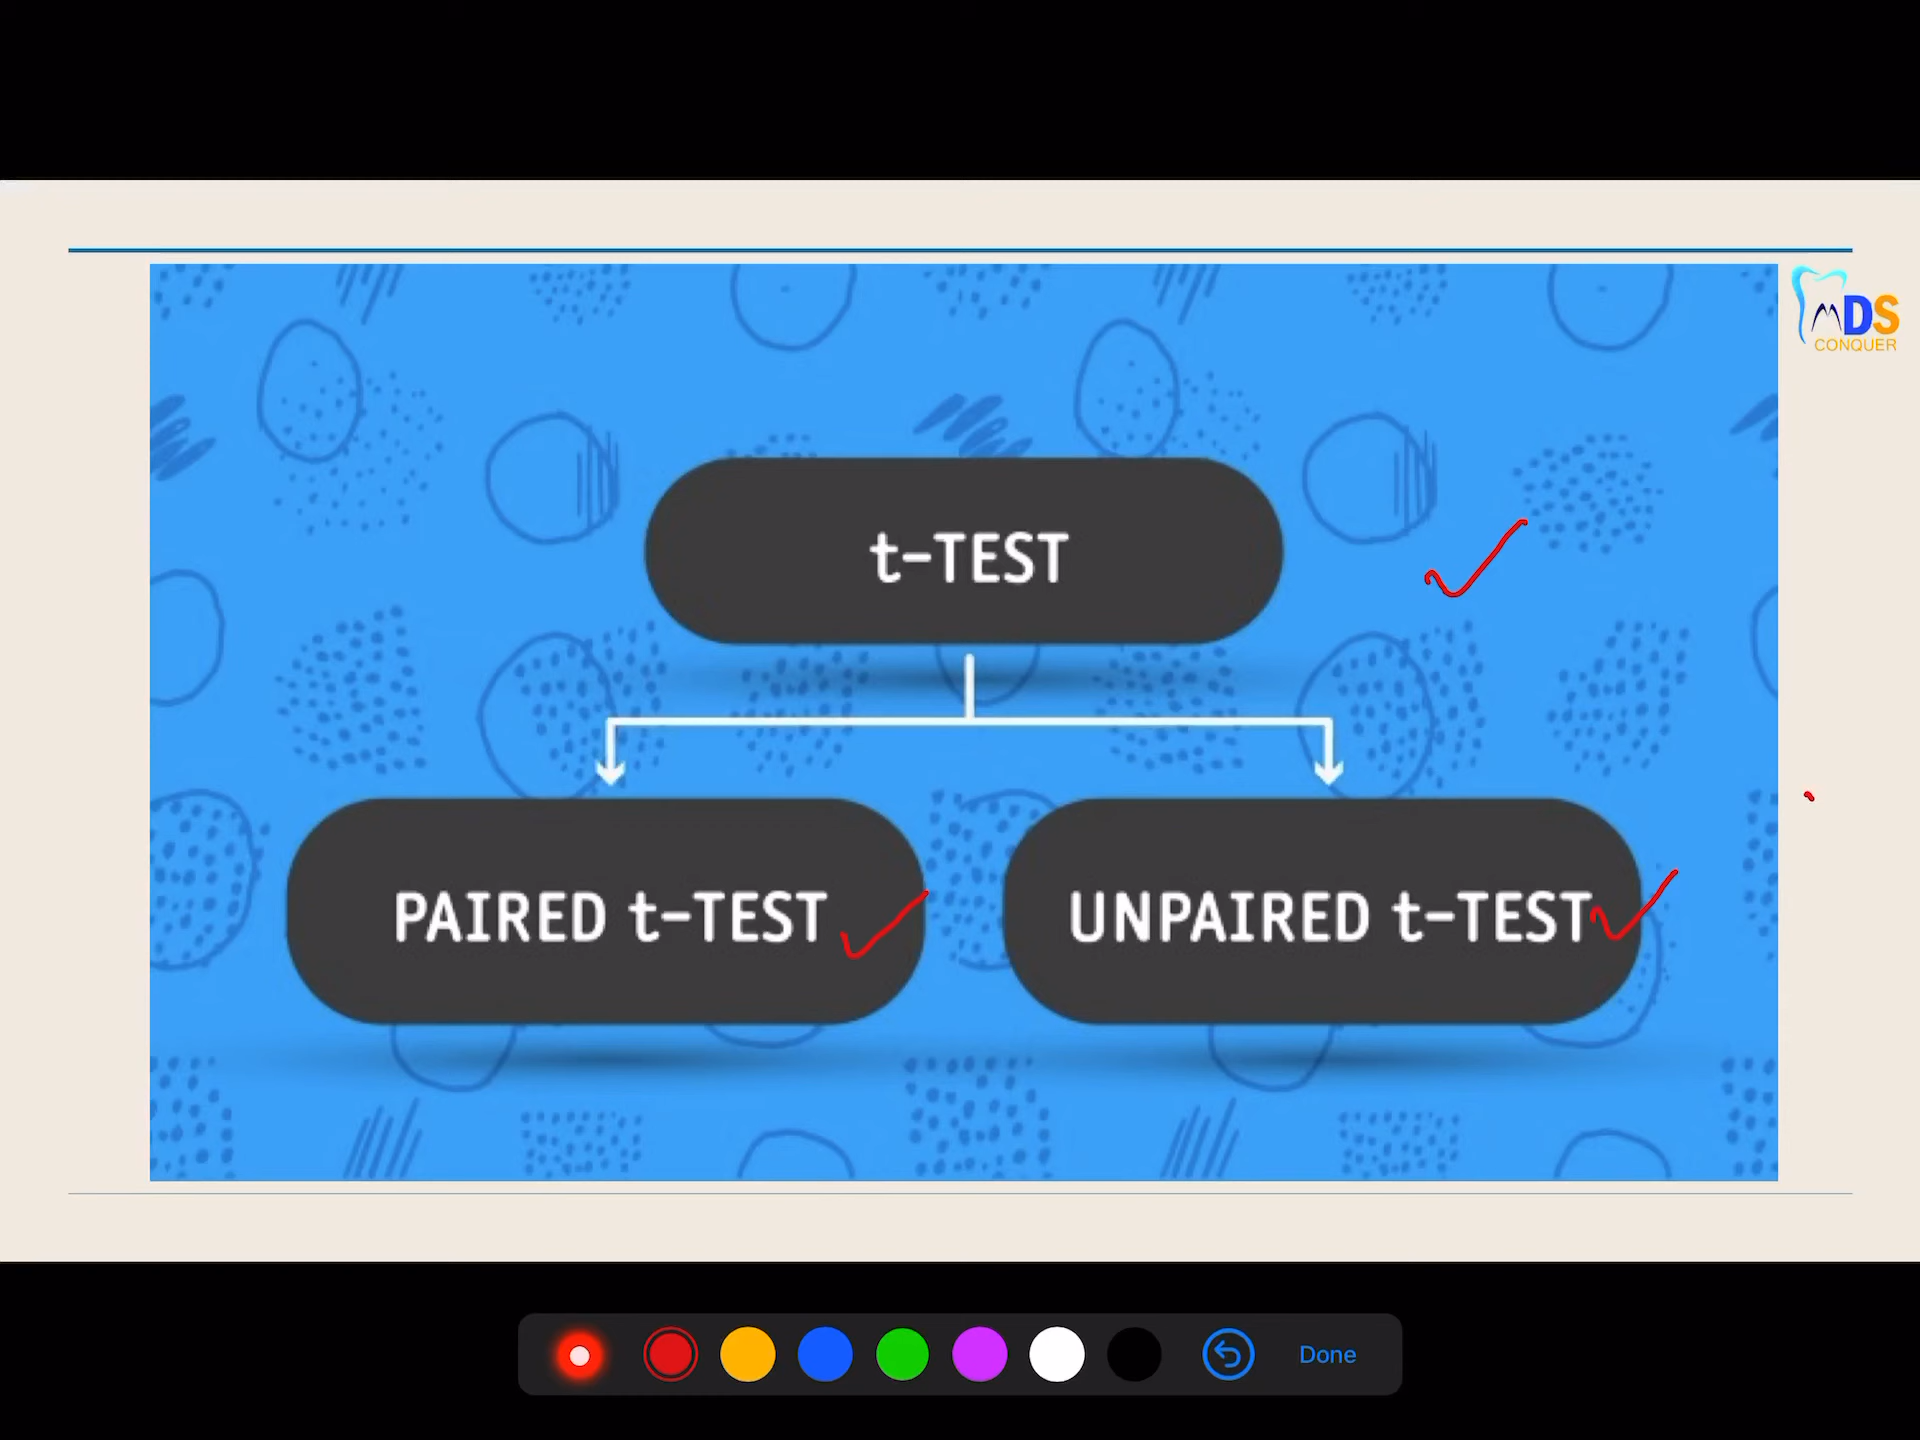 mDS
CONQUER
t-TEST
PAIRED t-TEST
UNPAIRED t-TEST
Done